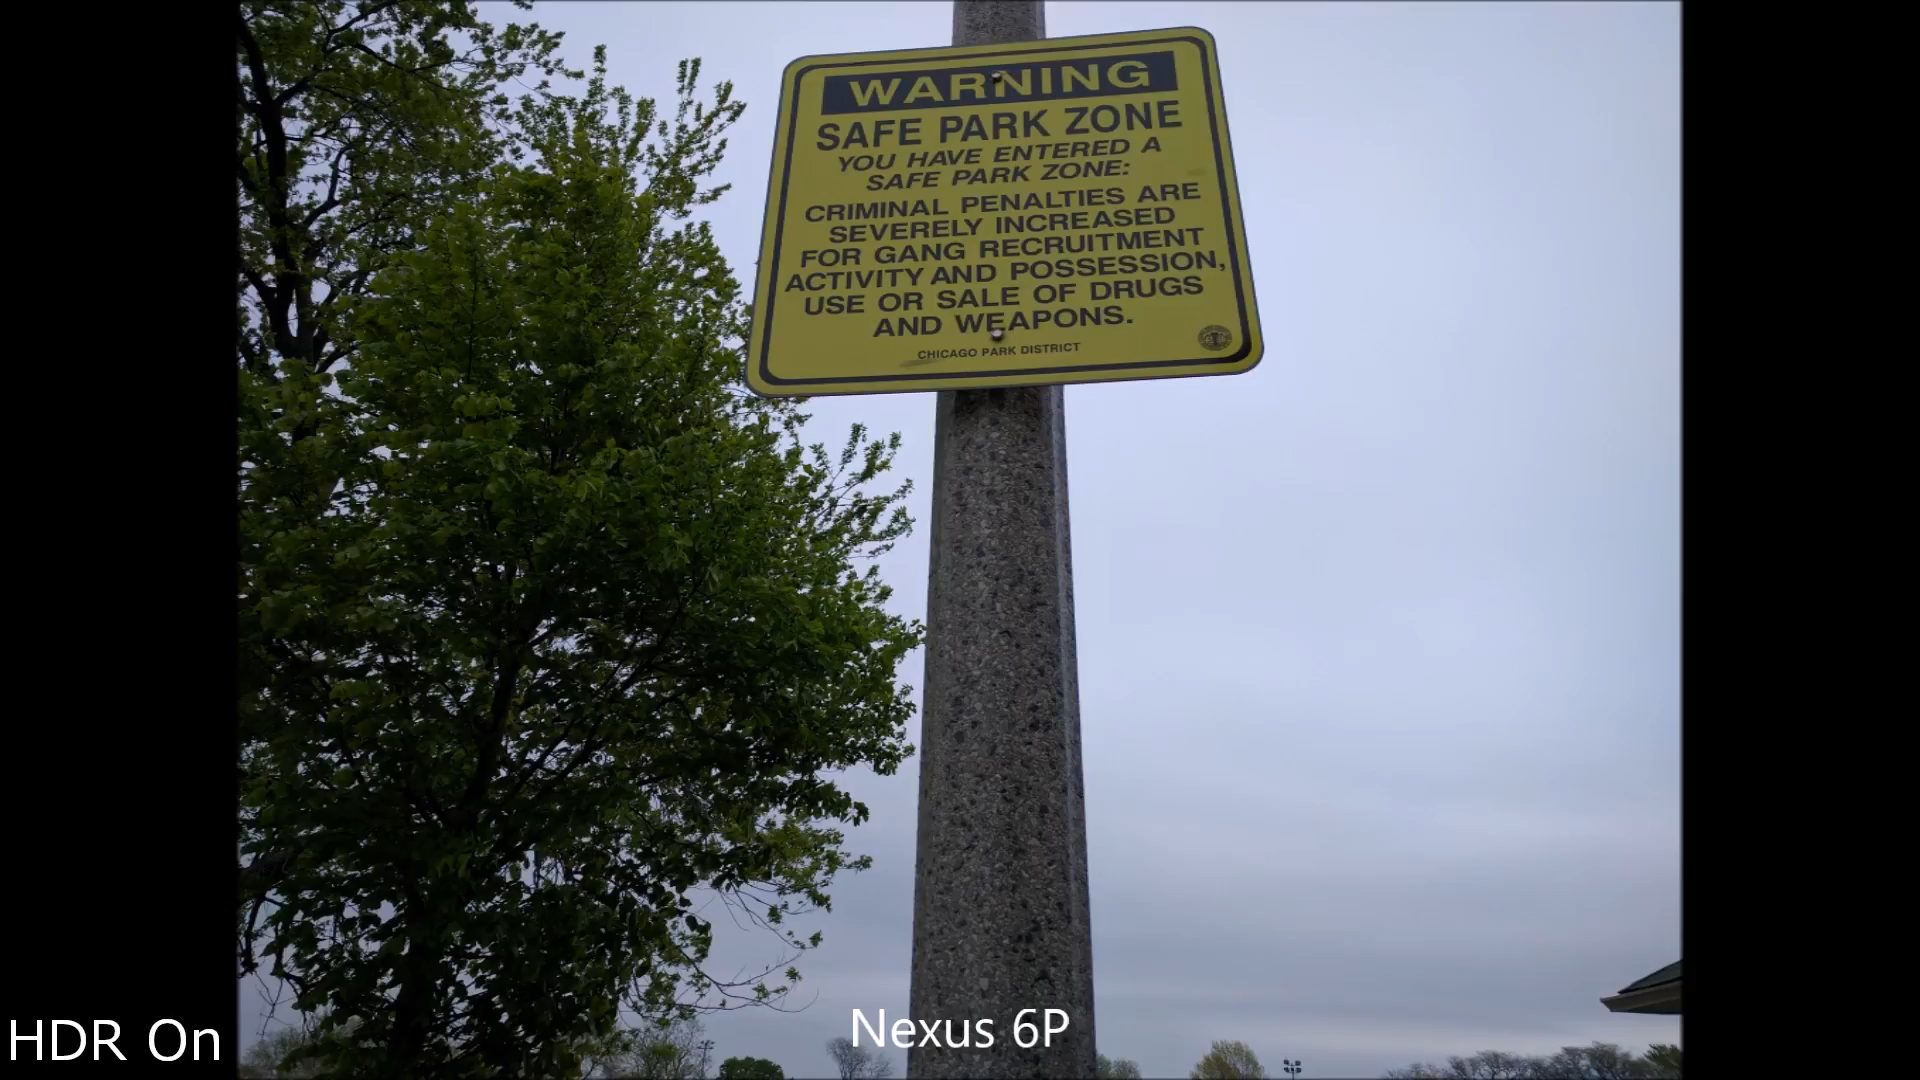 WARNING
SAFE PARK ZONE
YOU HAVE ENTERED A
SAFE PARK ZONE:
CRIMINAL PENALTIES ARE
SEVERELY INCREASED
FOR GANG RECRUITMENT
ACTIVITY AND POSSESSION,
USE OR SALE OF DRUGS
AND WEAPONS.
CHICAGO PARK DISTRICT
HDR On
Nexus 6P